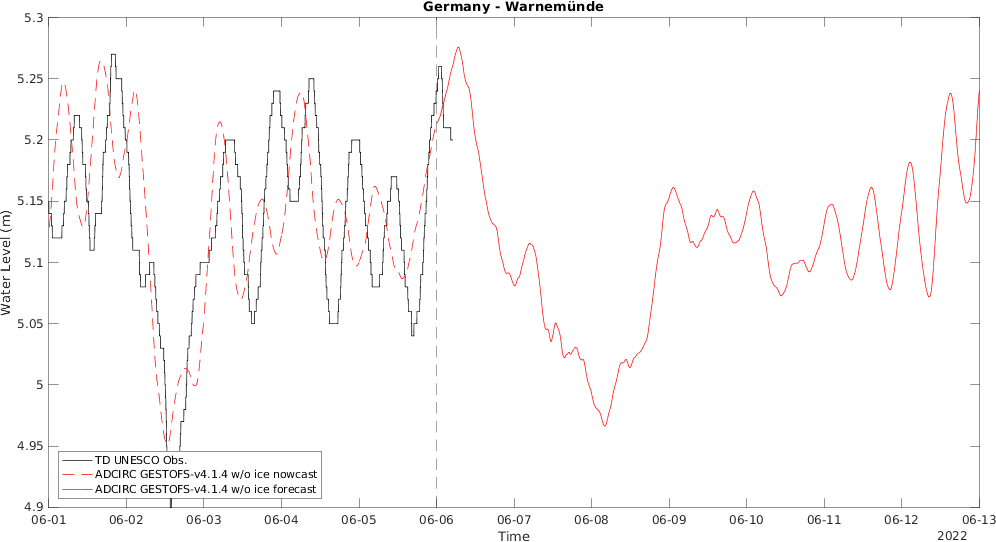 Germany - Warnemünde
5.3
5.25
5.2
5.15
5.1
5.05
5
4.95
4.9
Water Level (m)
TD UNESCO Obs.
ADCIRC GESTOFS-v4.1.4 w/o ice nowcast
ADCIRC GESTOFS-v4.1.4 w/o ice forecast
06-01 06-02 06-03 06-04 06-05 06-06 06-07 06-08 06-09 06-10 06-11 06-12 06-13
Time
2022